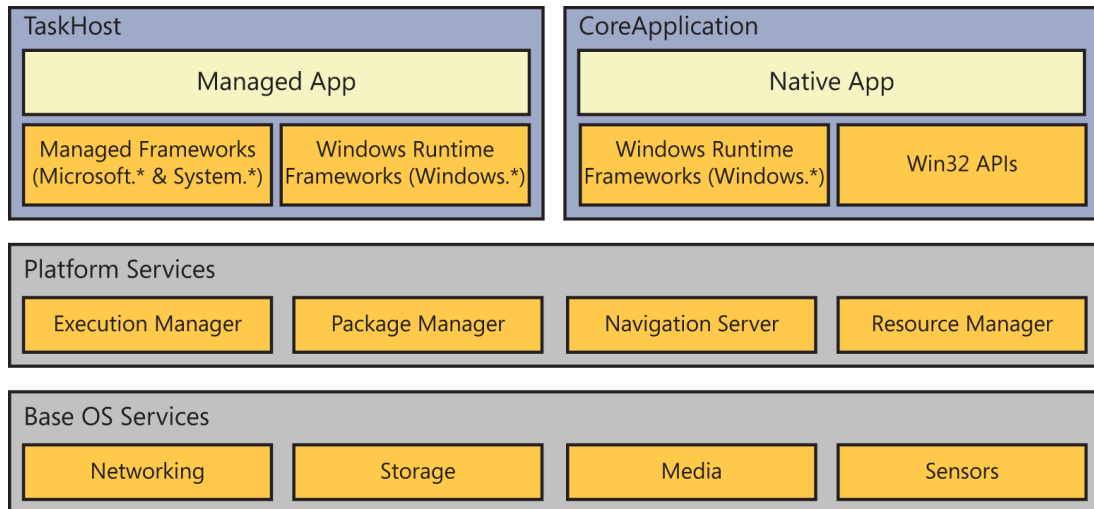 TaskHost
Managed App
Managed Frameworks
(Microsoft.* & System.*)
Windows Runtime
Frameworks (Windows.*)
CoreApplication
Native App
Windows Runtime
Frameworks (Windows.*)
Win32 APIs
Platform Services
Execution Manager
Package Manager
Navigation Server
Resource Manager
Base OS Services
Networking
Storage
Media
Sensors